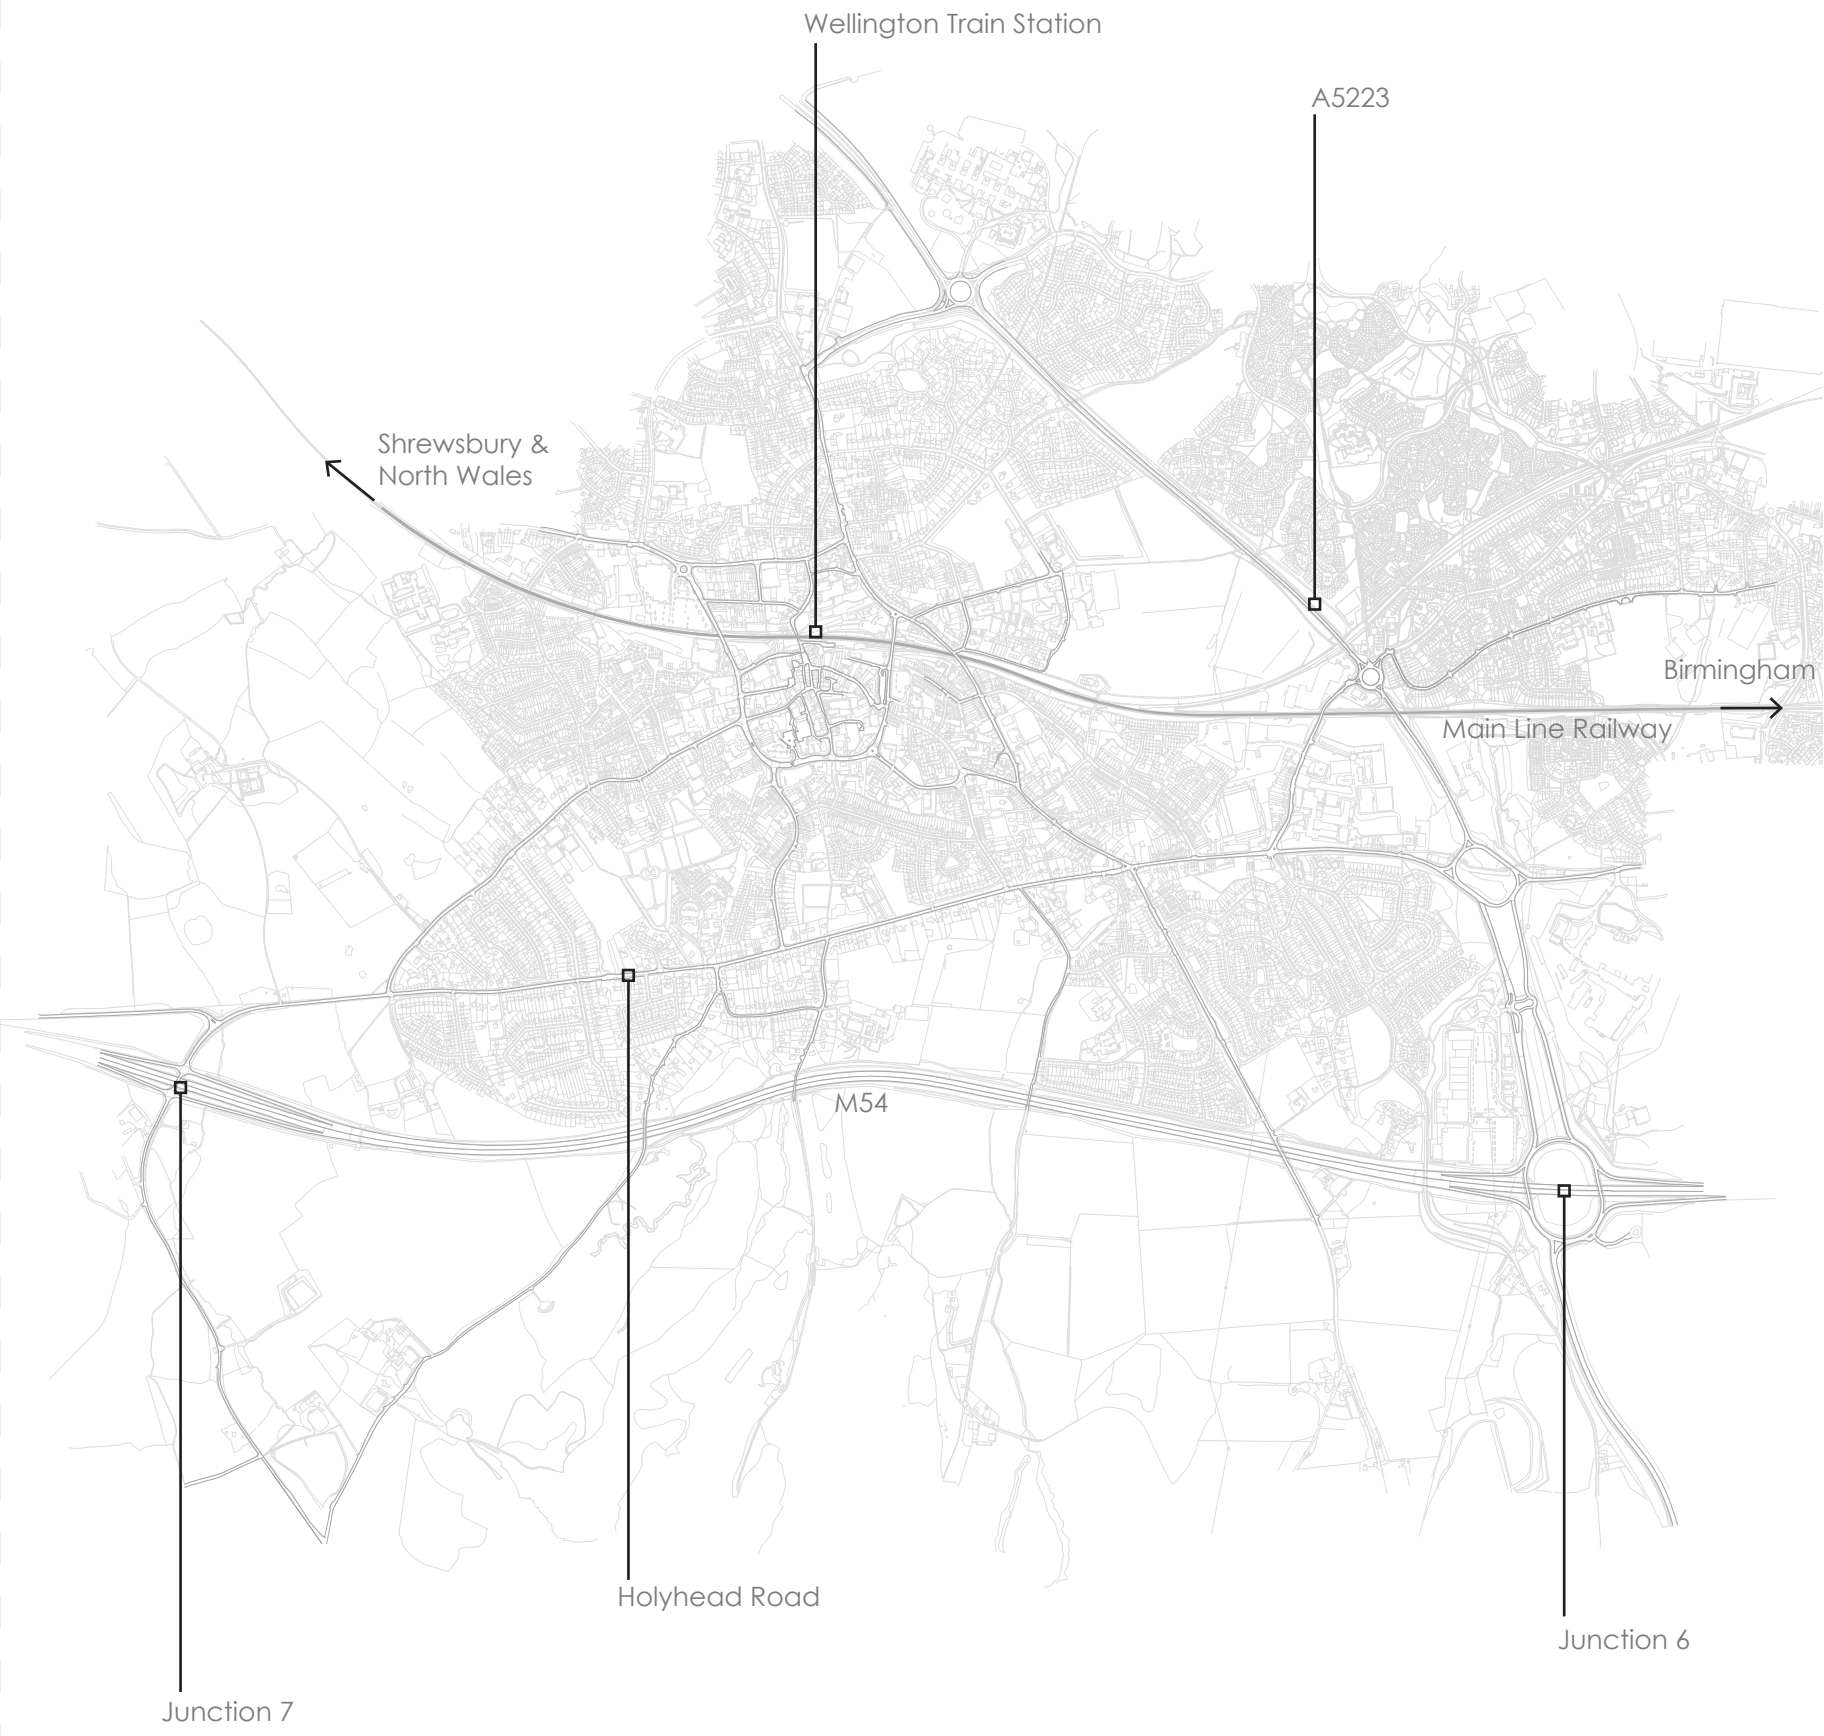 Wellington Train Station
A5223
Shrewsbury &
North Wales
Birmingham
Main Line Railway
M54
Holyhead Road
Junction 6
Junction 7